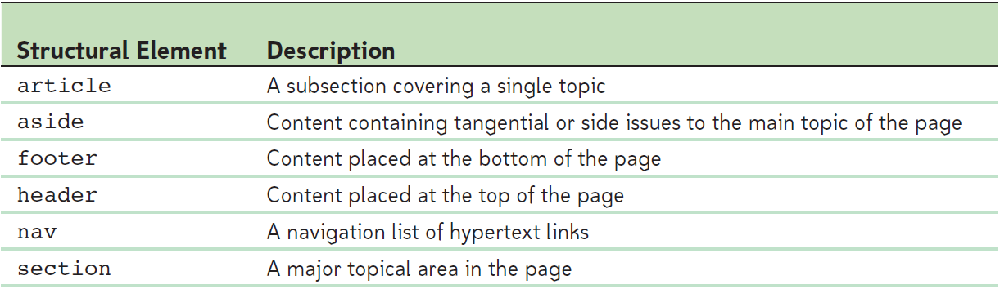 Structural Element Description
article A subsection covering a single topic
aside Content containing tangential or side issues to the main topic of the page
footer Content placed at the bottom of the page
header Content placed at the top of the page
nav A navigation list of hypertext links
section A major topical area in the page